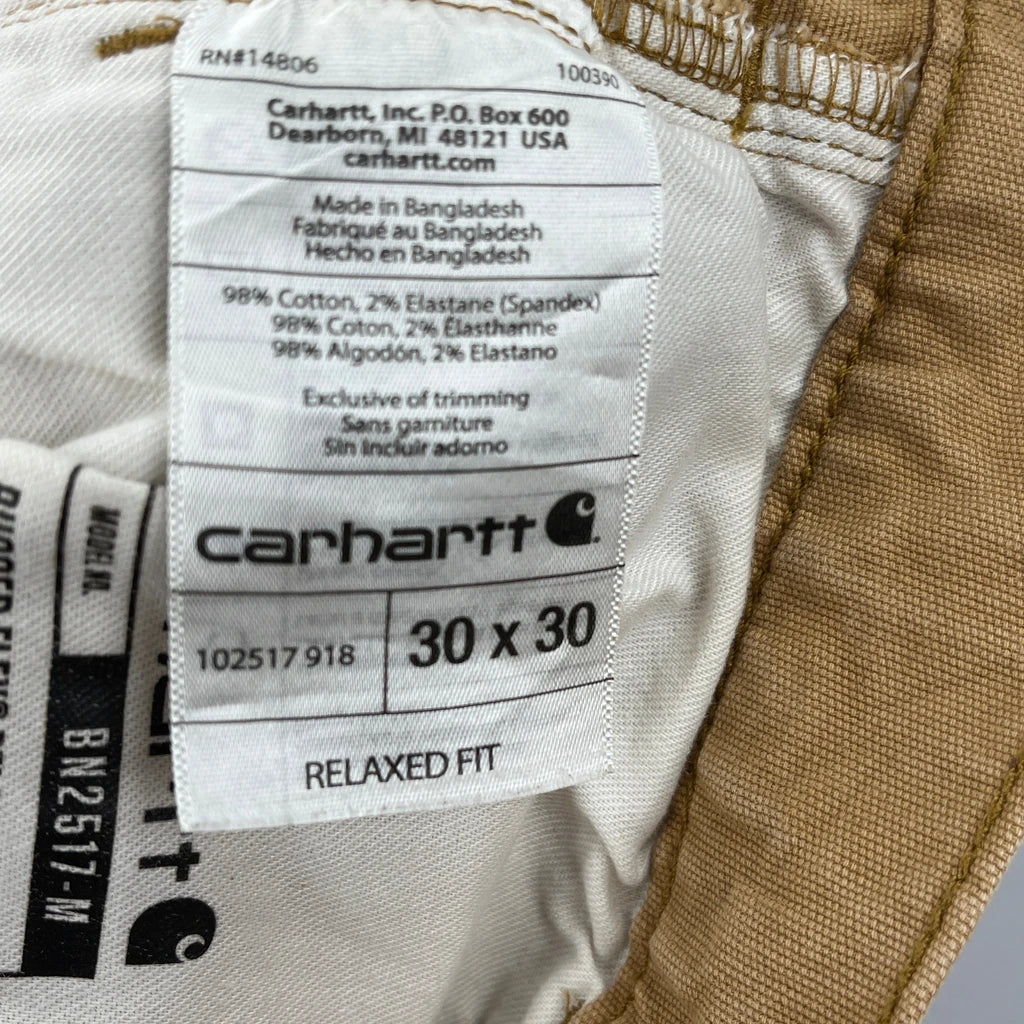 RN#14806
100390
Carhartt, Inc. P.O. Box 600
Dearborn, MI 48121 USA
carhartt.com
Made in Bangladesh
Fabriqué au Bangladesh
Hecho en Bangladesh
98% Cotton, 2% Elastane (Spandex)
98% Coton, 2% Élasthanne
98% Algodón, 2% Elastano
Exclusive of trimming
Sans garniture
Sin incluir adorno
carhartt
102517 918
30 x 30
RELAXED FIT
MODEL NO.
BN2517-M